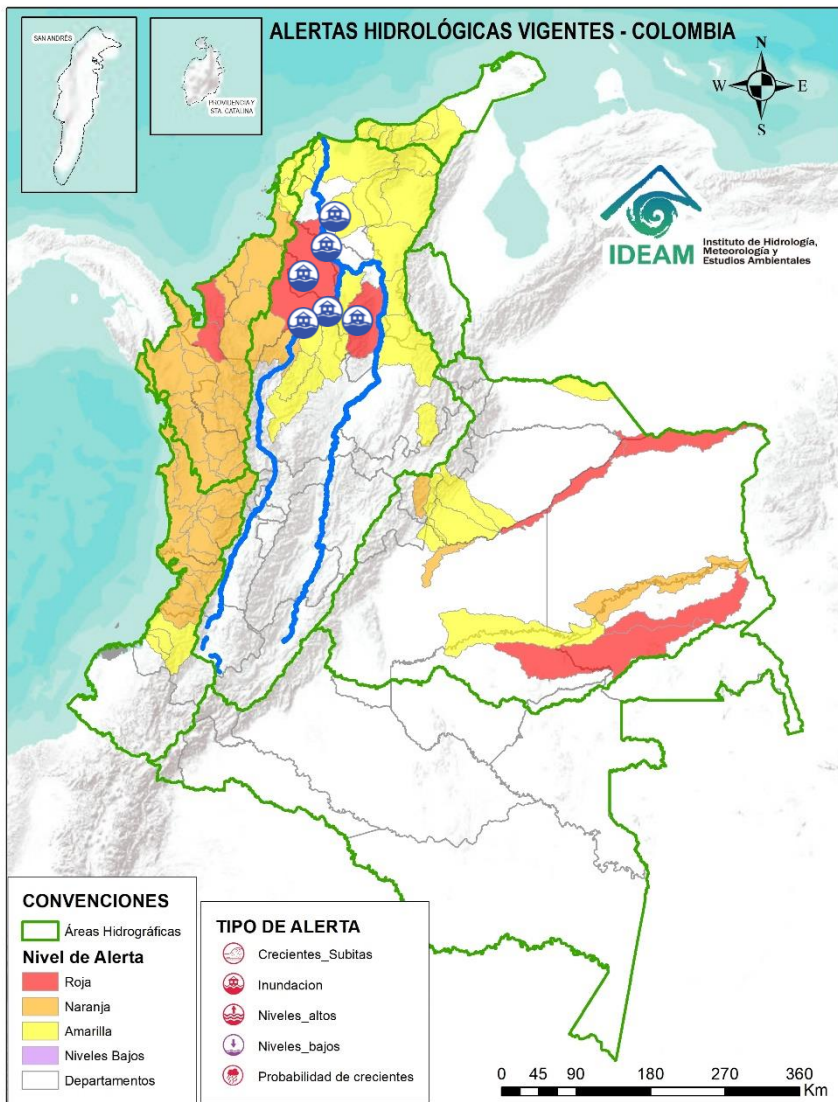 ALERTAS HIDROLÓGICAS VIGENTES - COLOMBIA
SAN ANDRÉS
PROVIDENCIA Y
STA. CATALINA
N
W
E
S
IDEAM
Instituto de Hidrología,
Meteorología y
Estudios Ambientales
CONVENCIONES
Áreas Hidrográficas
Nivel de Alerta
Roja
Naranja
Amarilla
Niveles Bajos
Departamentos
TIPO DE ALERTA
Crecientes_Subitas
Inundacion
Niveles_altos
Niveles_bajos
Probabilidad de crecientes
0 45 90 180 270 360
Km